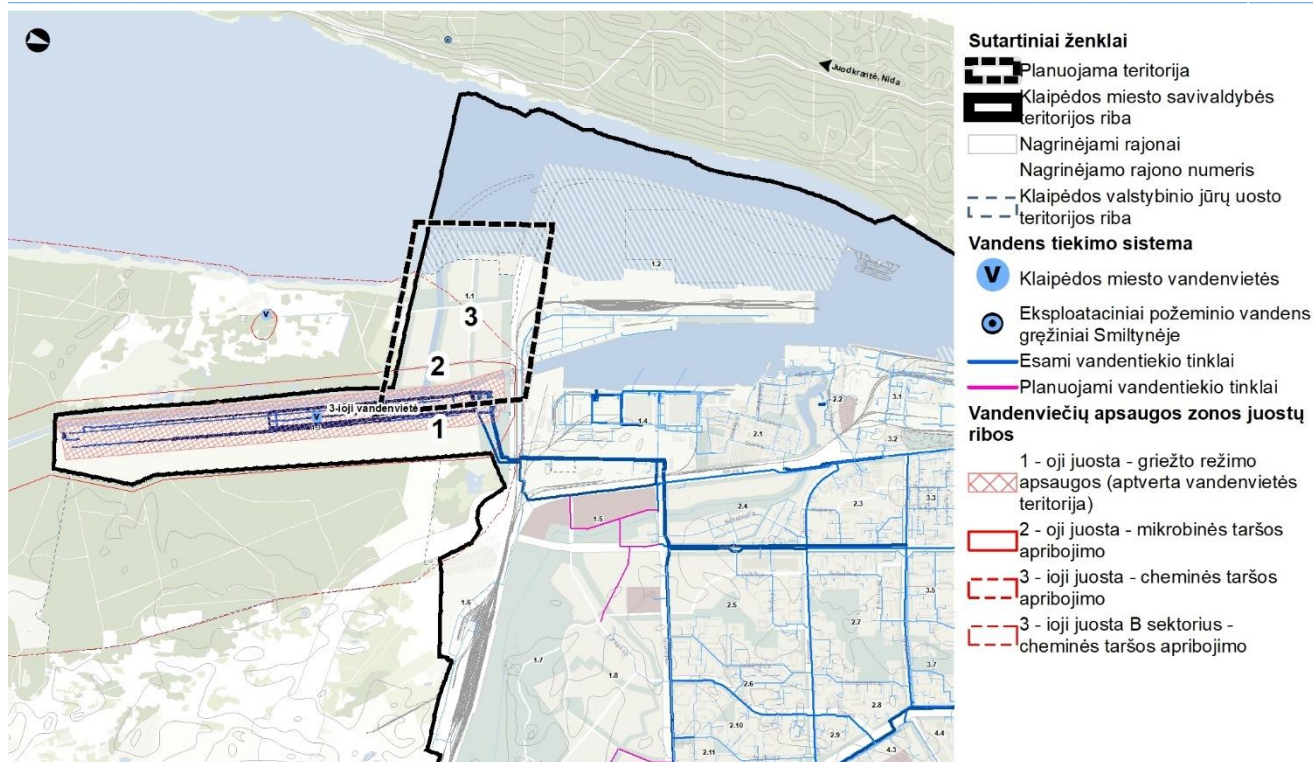 Juodkrantė, Nida
1.2
1.1
3
2
3-ioji vandenvietė
1
1.4
2.1
2.2
3.1
3.2
1.5
2.4
2.3
3.3
1.6
2.5
3.5
1.7
1.8
2.7
2.6
3.7
2.8
2.10
2.9
4.4
2.11
4.3
V
V
Sutartiniai ženklai
Planuojama teritorija
Klaipėdos miesto savivaldybės
teritorijos riba
Nagrinėjami rajonai
Nagrinėjamo rajono numeris
Klaipėdos valstybinio jūrų uosto
teritorijos riba
Vandens tiekimo sistema
V
Klaipėdos miesto vandenvietės
Eksploataciniai požeminio vandens
gręžiniai Smiltynėje
Esami vandentiekio tinklai
Planuojami vandentiekio tinklai
Vandenviečių apsaugos zonos juostų
ribos
1 - oji juosta - griežto režimo
apsaugos (aptverta vandenvietės
teritorija)
2 - oji juosta - mikrobinės taršos
apribojimo
3 - ioji juosta - cheminės taršos
apribojimo
3 - ioji juosta B sektorius -
cheminės taršos apribojimo